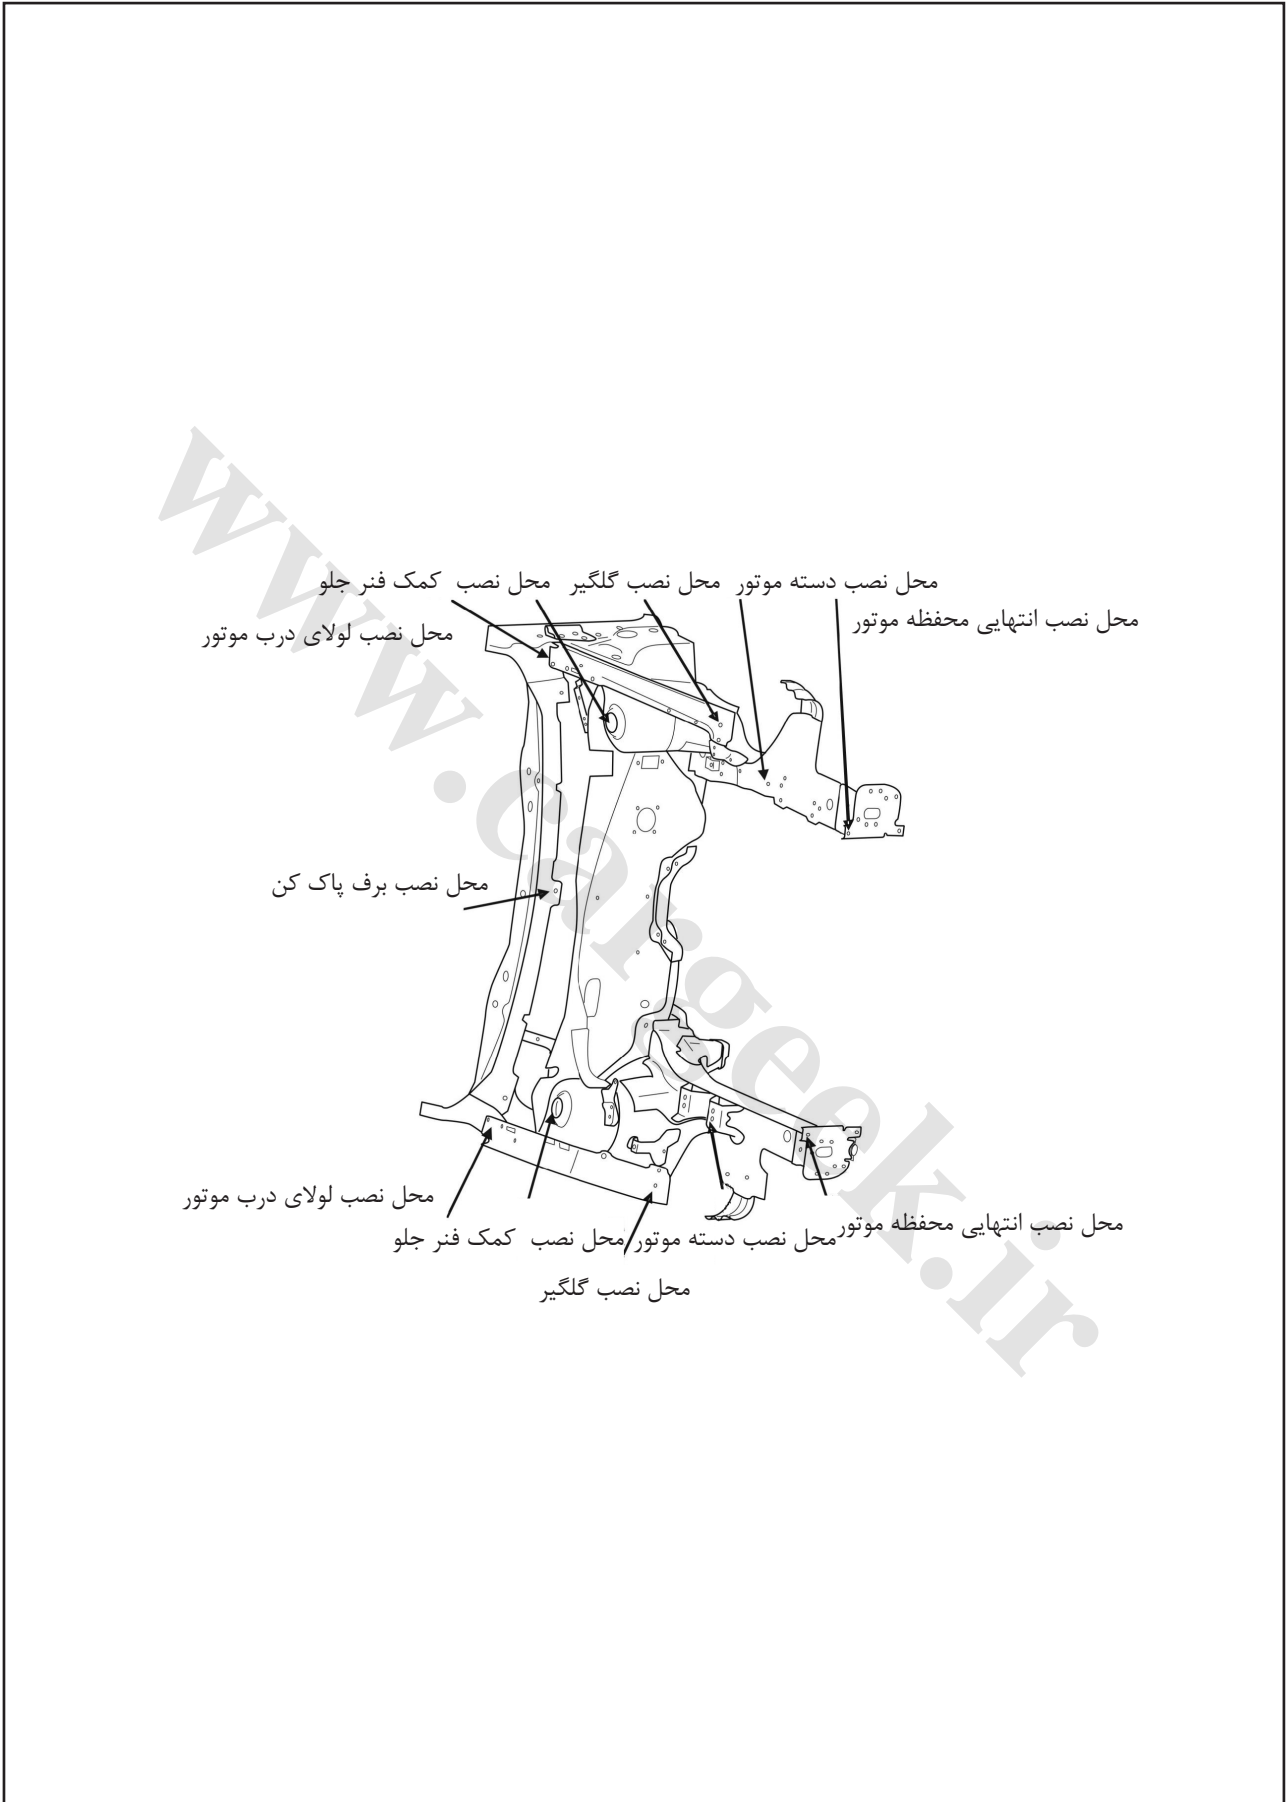 محل نصب دسته موتور
محل نصب گلگیر
محل نصب کمک فنر جلو
محل نصب انتهایی محفظه موتور
محل نصب لولای درب موتور
محل نصب برف پاک کن
محل نصب لولای درب موتور
محل نصب انتهایی محفظه موتور
محل نصب دسته موتور
محل نصب کمک فنر جلو
محل نصب گلگیر
www.cargeek.ir